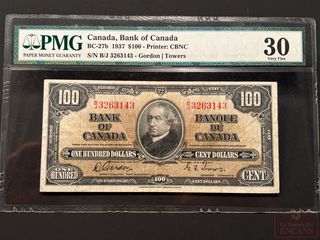 PMG
PAPER MONEY GUARANTY
Canada, Bank of Canada
BC-27b 1937 $100 - Printer: CBNC
S/N B/J 3263143 - Gordon | Towers
30
Very Fine
100
B/J 3263143
B/J 3263143
100
BANK OF CANADA
BANQUE DU CANADA
ONE HUNDRED DOLLARS
CENT DOLLARS
ONE HUNDRED
100
CENT
ENCANS